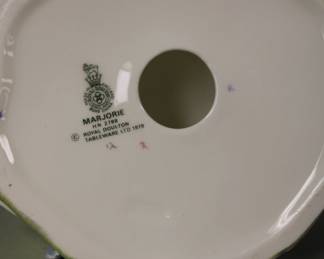 MARJORIE
HN 2788
© ROYAL DOULTON
TABLEWARE LTD 1979